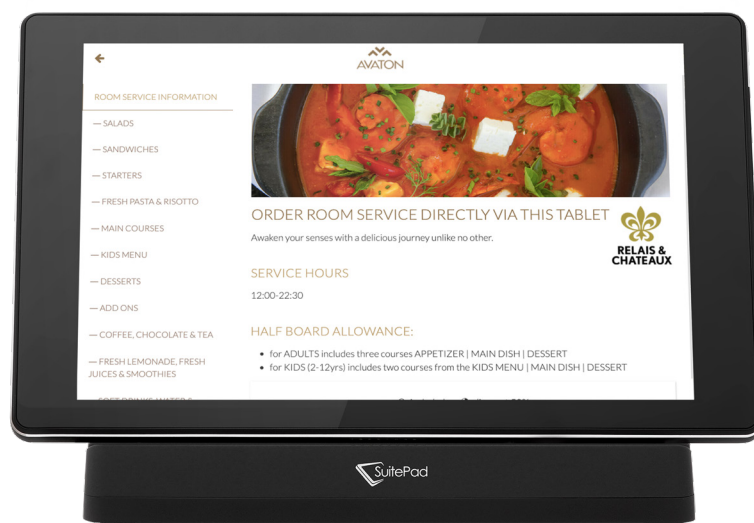 AVATON
ROOM SERVICE INFORMATION
— SALADS
— SANDWICHES
— STARTERS
— FRESH PASTA & RISOTTO
— MAIN COURSES
— KIDS MENU
— DESSERTS
— ADD ONS
— COFFEE, CHOCOLATE & TEA
— FRESH LEMONADE, FRESH
JUICES & SMOOTHIES
ORDER ROOM SERVICE DIRECTLY VIA THIS TABLET
Awaken your senses with a delicious journey unlike no other.
RELAIS &
CHATEAUX
SERVICE HOURS
12:00-22:30
HALF BOARD ALLOWANCE:
• for ADULTS includes three courses APPETIZER | MAIN DISH | DESSERT
• for KIDS (2-12yrs) includes two courses from the KIDS MENU | MAIN DISH | DESSERT
SuitePad